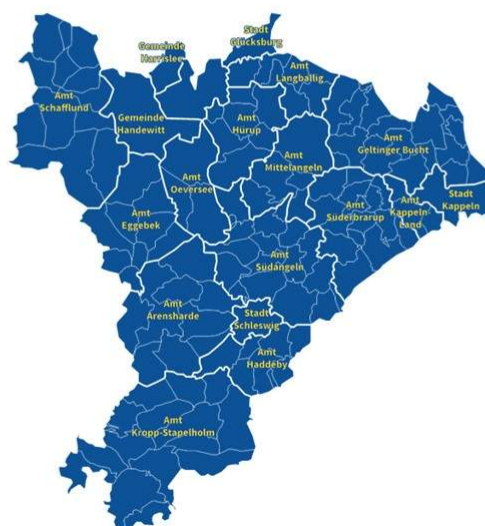 Stadt
Glücksburg
Gemeinde
Harrislee
Amt
Langballig
Amt
Schafflund
Gemeinde
Handewitt
Amt
Hürup
Amt
Geltinger Bucht
Amt
Mittelangeln
Amt
Oeversee
Stadt
Kappeln
Amt
Kappeln-
Land
Amt
Süderbrarup
Amt
Eggebek
Amt
Südangeln
Amt
Arensharde
Stadt
Schleswig
Amt
Haddeby
Amt
Kropp-Stapelholm